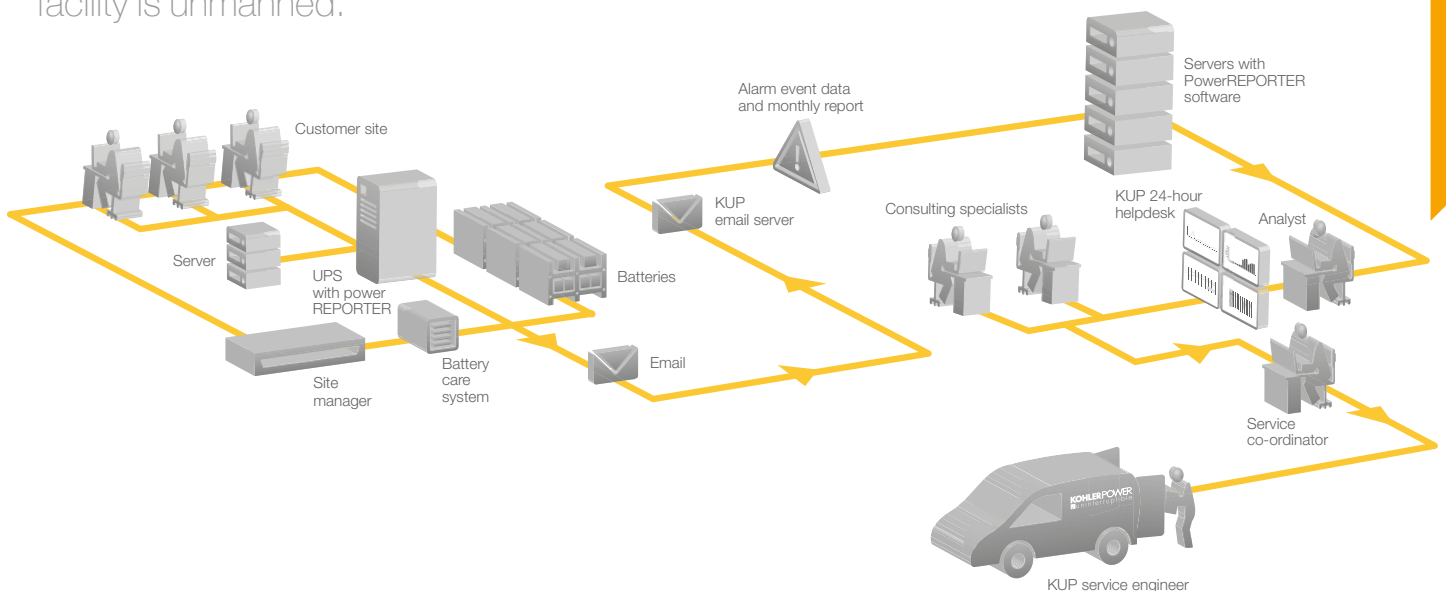 facility is unmanned.
Customer site
Server
UPS
with power
REPORTER
Batteries
Site
manager
Battery
care
system
Email
KUP
email server
Alarm event data
and monthly report
Servers with
PowerREPORTER
software
Consulting specialists
KUP 24-hour
helpdesk
Analyst
Service
co-ordinator
KOHLERPOWER
uninterruptible
KUP service engineer